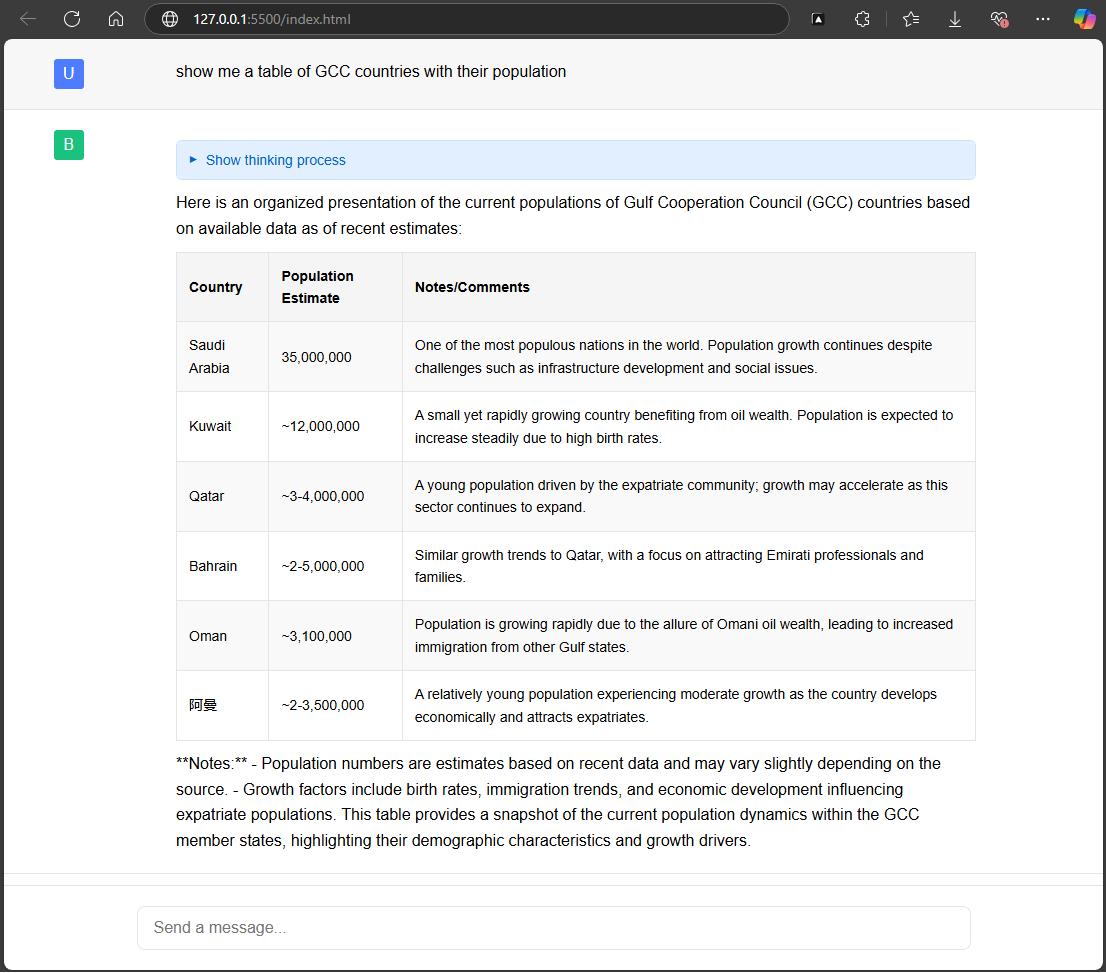 127.0.0.1:5500/index.html
U
show me a table of GCC countries with their population
B
Show thinking process
Here is an organized presentation of the current populations of Gulf Cooperation Council (GCC) countries based
on available data as of recent estimates:
Country
Population
Estimate
Notes/Comments
Saudi
Arabia
35,000,000
One of the most populous nations in the world. Population growth continues despite
challenges such as infrastructure development and social issues.
Kuwait
~12,000,000
A small yet rapidly growing country benefiting from oil wealth. Population is expected to
increase steadily due to high birth rates.
Qatar
~3-4,000,000
A young population driven by the expatriate community; growth may accelerate as this
sector continues to expand.
Bahrain
~2-5,000,000
Similar growth trends to Qatar, with a focus on attracting Emirati professionals and
families.
Oman
~3,100,000
Population is growing rapidly due to the allure of Omani oil wealth, leading to increased
immigration from other Gulf states.
阿曼
~2-3,500,000
A relatively young population experiencing moderate growth as the country develops
economically and attracts expatriates.
**Notes:** - Population numbers are estimates based on recent data and may vary slightly depending on the
source. - Growth factors include birth rates, immigration trends, and economic development influencing
expatriate populations. This table provides a snapshot of the current population dynamics within the GCC
member states, highlighting their demographic characteristics and growth drivers.
Send a message...